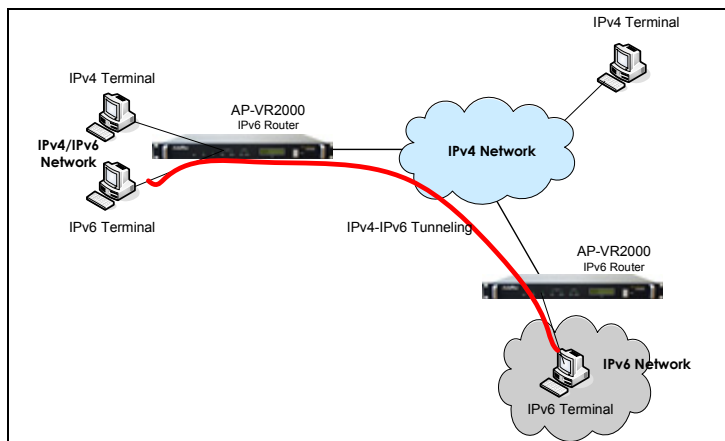 IPv4 Terminal
IPv4 Terminal
AP-VR2000
IPv6 Router
IPv4/IPv6
Network
IPv4 Network
IPv6 Terminal
IPv4-IPv6 Tunneling
AP-VR2000
IPv6 Router
IPv6 Network
IPv6 Terminal